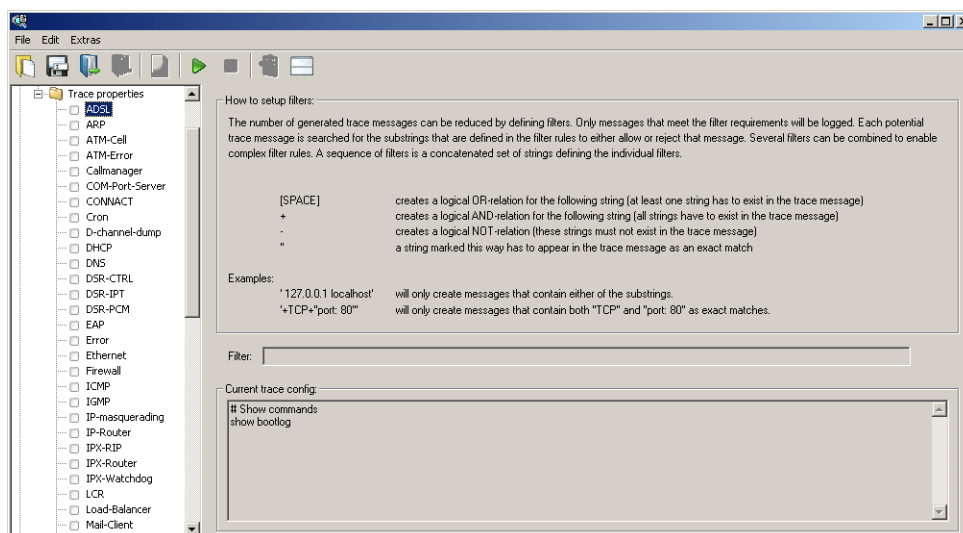 File Edit Extras
Trace properties
ADSL
ARP
ATM-Cell
ATM-Error
Callmanager
COM-Port-Server
CONNACT
Cron
D-channel-dump
DHCP
DNS
DSR-CTRL
DSR-IPT
DSR-PCM
EAP
Error
Ethernet
Firewall
ICMP
IGMP
IP-masquerading
IP-Router
IPX-RIP
IPX-Router
IPX-Watchdog
LCR
Load-Balancer
Mail-Client
How to setup filters:
The number of generated trace messages can be reduced by defining filters. Only messages that meet the filter requirements will be logged. Each potential
trace message is searched for the substrings that are defined in the filter rules to either allow or reject that message. Several filters can be combined to enable
complex filter rules. A sequence of filters is a concatenated set of strings defining the individual filters.
[SPACE] creates a logical OR-relation for the following string (at least one string has to exist in the trace message)
+ creates a logical AND-relation for the following string (all strings have to exist in the trace message)
- creates a logical NOT-relation (these strings must not exist in the trace message)
" a string marked this way has to appear in the trace message as an exact match
Examples:
' 127.0.0.1 localhost' will only create messages that contain either of the substrings.
'+TCP+"port: 80"' will only create messages that contain both "TCP" and "port: 80" as exact matches.
Filter:
Current trace config:
# Show commands
show bootlog